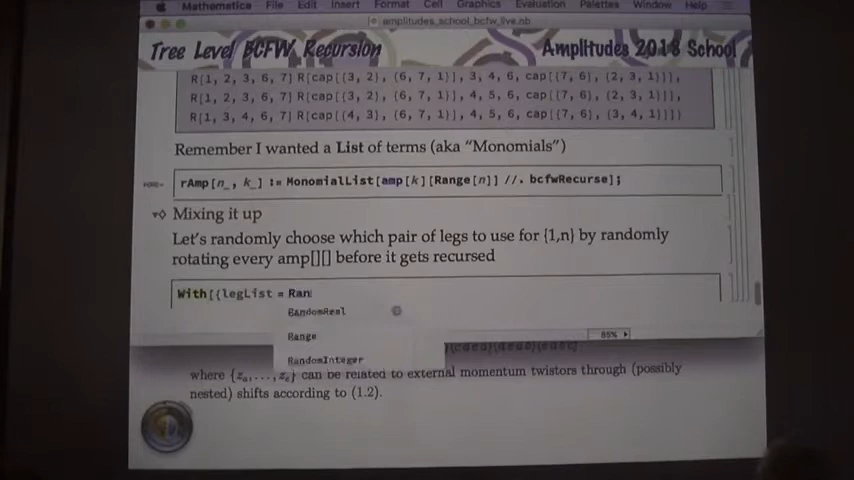 Mathematica File Edit Insert Format Cell Graphics Evaluation Palettes Window Help
amplitudes_school_bcfw_live.nb
Tree Level BCFW Recursion
Amplitudes 2018 School
R[1, 2, 3, 6, 7] R[cap[{3, 2}, {6, 7, 1}], 3, 4, 6, cap[{7, 6}, {2, 3, 1}]],
R[1, 2, 3, 6, 7] R[cap[{3, 2}, {6, 7, 1}], 4, 5, 6, cap[{7, 6}, {2, 3, 1}]],
R[1, 3, 4, 6, 7] R[cap[{4, 3}, {6, 7, 1}], 4, 5, 6, cap[{7, 6}, {3, 4, 1}]]}
Remember I wanted a List of terms (aka “Monomials”)
rAmp[n_, k_] := MonomialList[amp[k][Range[n]] //. bcfwRecurse];
Mixing it up
Let's randomly choose which pair of legs to use for {1,n} by randomly
rotating every amp[][] before it gets recursed
With[{legList = Ran
RandomReal
Range
85%
RandomInteger
where {z_a,...,z_e} can be related to external momentum twistors through (possibly
nested) shifts according to (1.2).